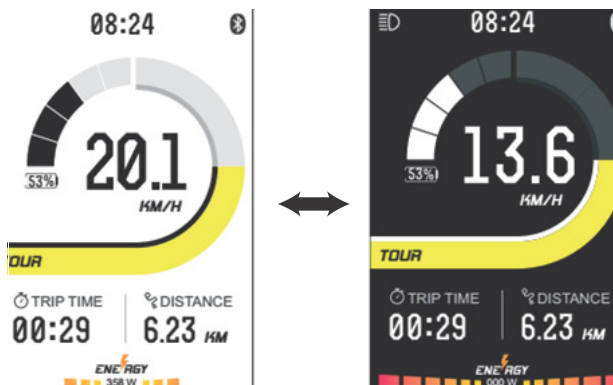 08:24
53%
20.1
KM/H
TOUR
TRIP TIME
DISTANCE
00:29
6.23 KM
ENERGY
358 W
08:24
53%
13.6
KM/H
TOUR
TRIP TIME
DISTANCE
00:29
6.23 KM
ENERGY
000 W